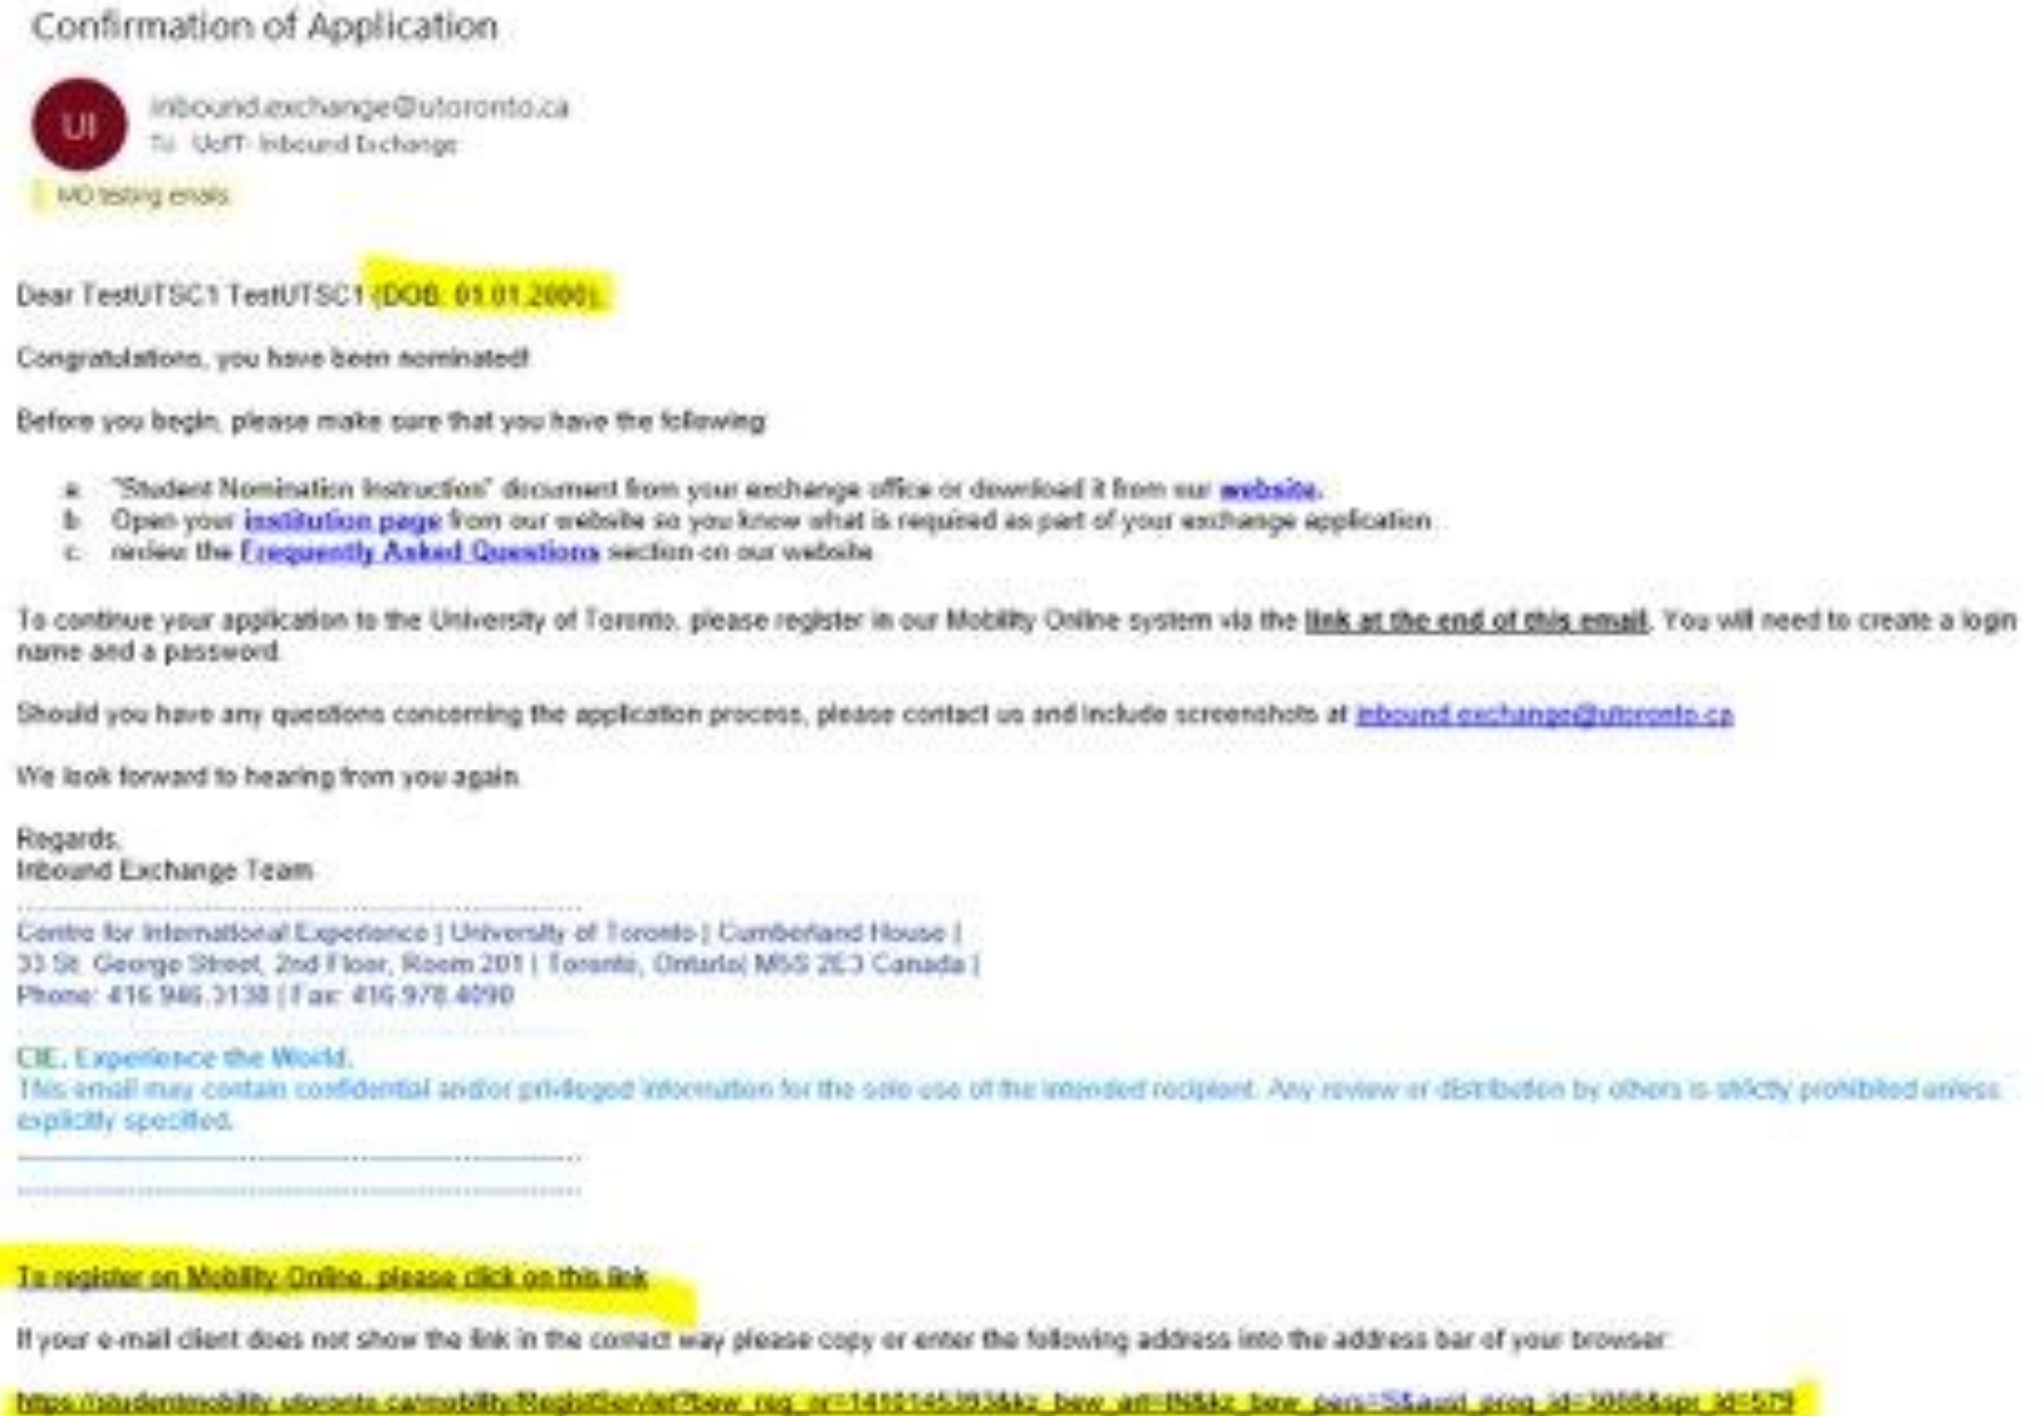 Confirmation of Application
UI
inbound.exchange@utoronto.ca
To UofT- Inbound Exchange
MO testing emails
Dear TestUTSC1 TestUTSC1 (DOB: 01.01.2000),
Congratulations, you have been nominated!
Before you begin, please make sure that you have the following
a. "Student Nomination Instruction" document from your exchange office or download it from our website.
b. Open your institution page from our website so you know what is required as part of your exchange application
c. review the Frequently Asked Questions section on our website
To continue your application to the University of Toronto, please register in our Mobility Online system via the link at the end of this email. You will need to create a login
name and a password.
Should you have any questions concerning the application process, please contact us and include screenshots at inbound.exchange@utoronto.ca
We look forward to hearing from you again.
Regards,
Inbound Exchange Team
Centre for International Experience | University of Toronto | Cumberland House |
33 St. George Street, 2nd Floor, Room 201 | Toronto, Ontario| M5S 2E3 Canada |
Phone: 416.946.3138 | Fax: 416.978.4090
CIE. Experience the World.
This email may contain confidential and/or privileged information for the sole use of the intended recipient. Any review or distribution by others is strictly prohibited unless
explicitly specified.
To register on Mobility-Online, please click on this link
If your e-mail client does not show the link in the correct way please copy or enter the following address into the address bar of your browser: